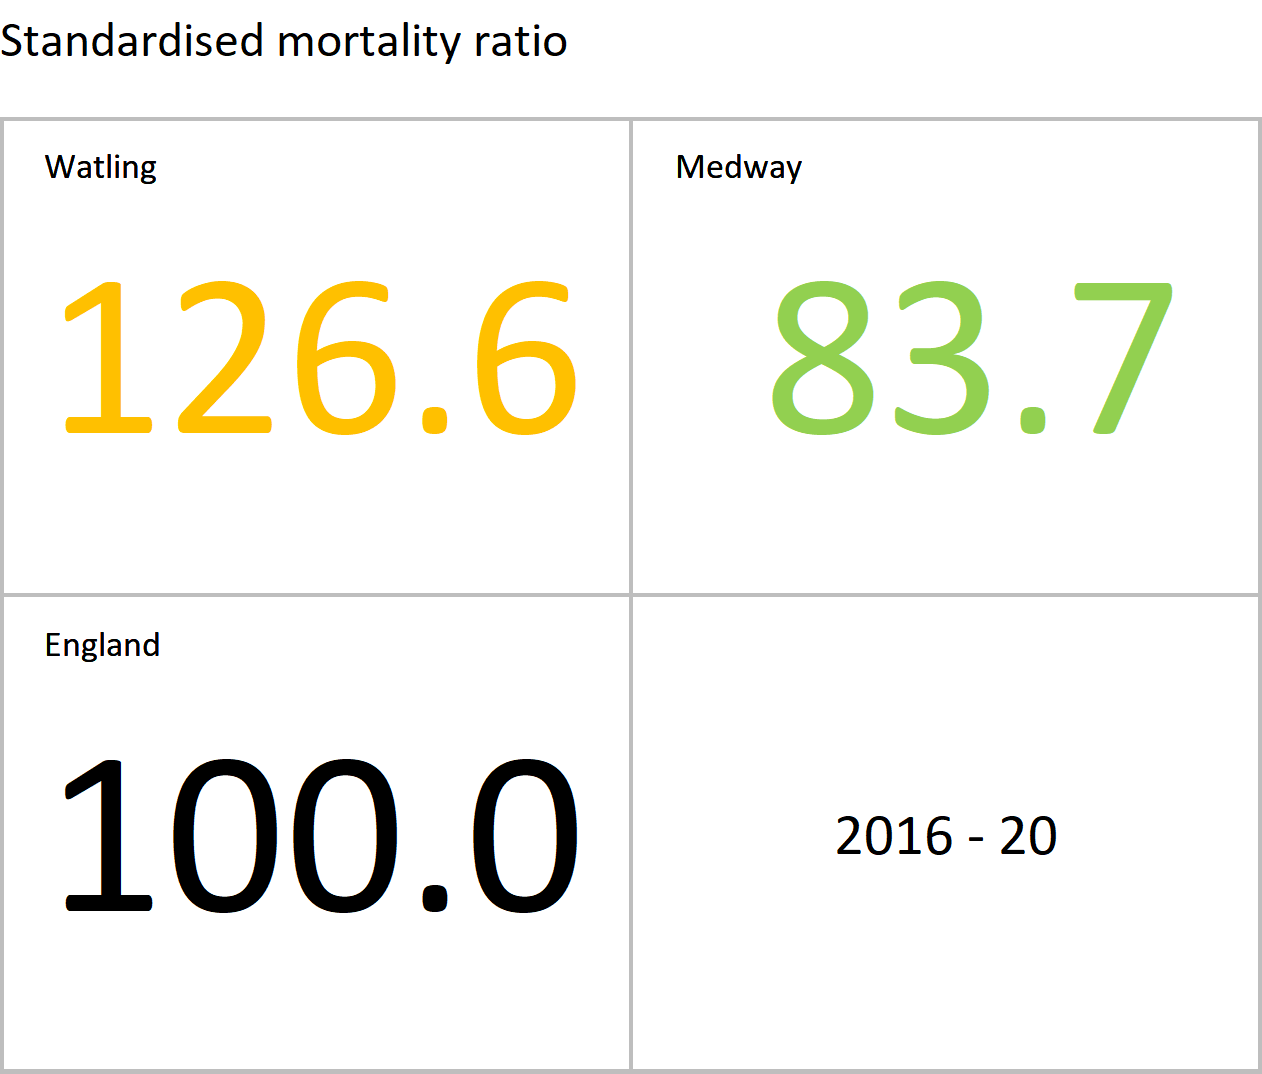 Standardised mortality ratio
Watling
126.6
Medway
83.7
England
100.0
2016 - 20